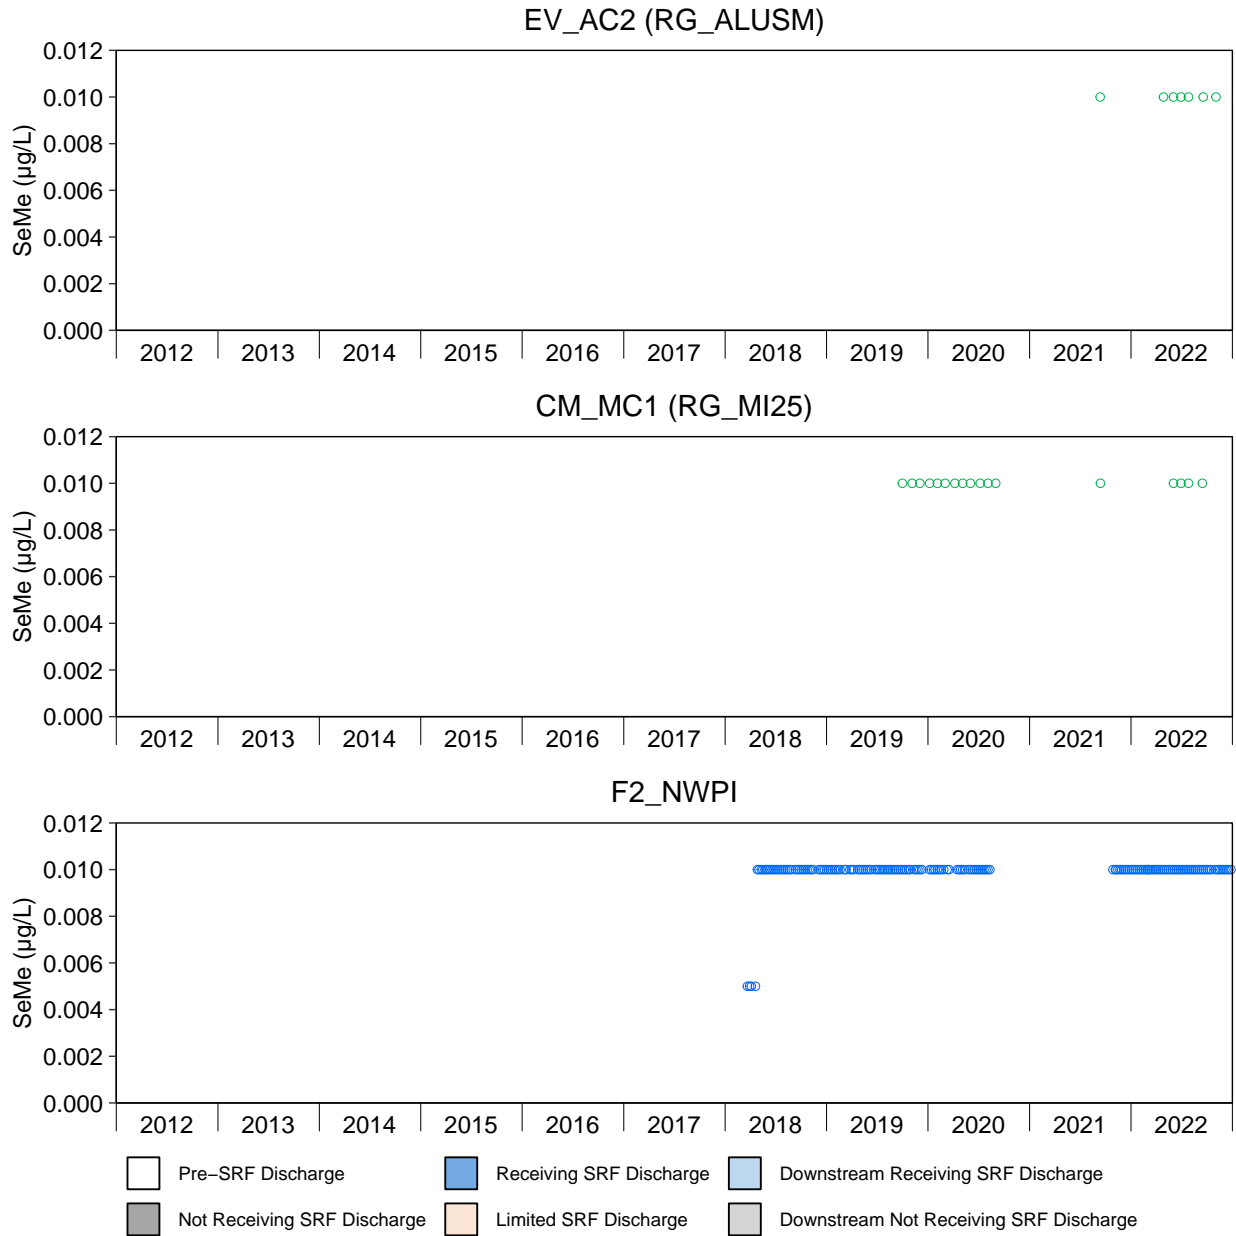 EV_AC2 (RG_ALUSM)
SeMe (µg/L)
0.012
0.010
0.008
0.006
0.004
0.002
0.000
2012 2013 2014 2015 2016 2017 2018 2019 2020 2021 2022
CM_MC1 (RG_MI25)
SeMe (µg/L)
0.012
0.010
0.008
0.006
0.004
0.002
0.000
2012 2013 2014 2015 2016 2017 2018 2019 2020 2021 2022
F2_NWPI
SeMe (µg/L)
0.012
0.010
0.008
0.006
0.004
0.002
0.000
2012 2013 2014 2015 2016 2017 2018 2019 2020 2021 2022
Pre−SRF Discharge Receiving SRF Discharge Downstream Receiving SRF Discharge
Not Receiving SRF Discharge Limited SRF Discharge Downstream Not Receiving SRF Discharge